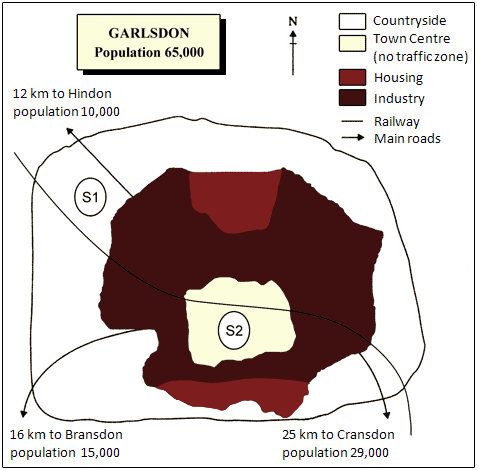 GARLSDON
Population 65,000
N
Countryside
Town Centre
(no traffic zone)
Housing
Industry
Railway
Main roads
12 km to Hindon
population 10,000
S1
S2
16 km to Bransdon
population 15,000
25 km to Cransdon
population 29,000